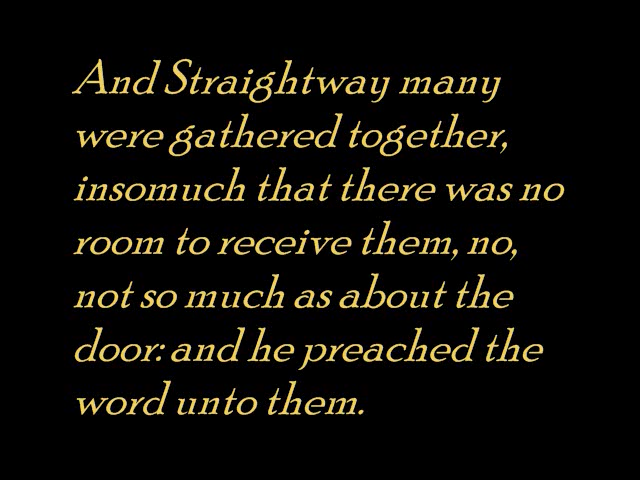 And Straightway many
were gathered together,
insomuch that there was no
room to receive them, no,
not so much as about the
door: and he preached the
word unto them.